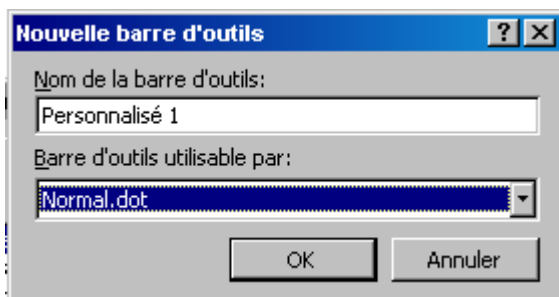 Nouvelle barre d'outils
Nom de la barre d'outils:
Personnalisé 1
Barre d'outils utilisable par:
Normal.dot
OK Annuler